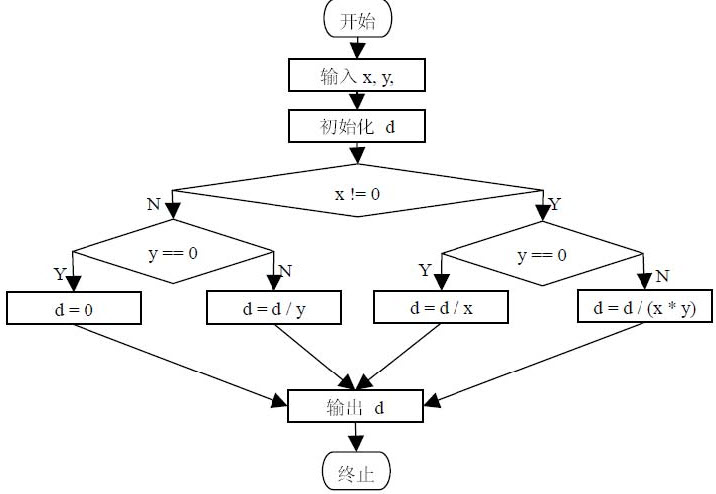 开始
输入 x, y,
初始化 d
x != 0
N
Y
y == 0
y == 0
Y
N
Y
N
d = 0
d = d / y
d = d / x
d = d / (x * y)
输出 d
终止